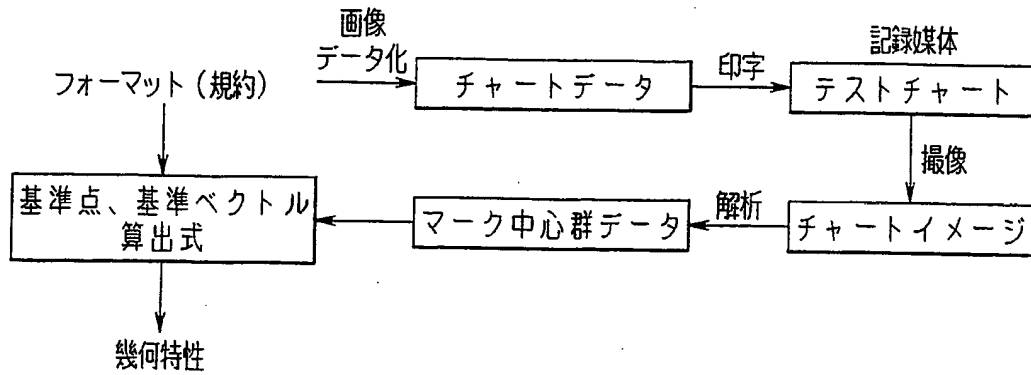 画像
データ化
フォーマット（規約）
チャートデータ
印字
記録媒体
テストチャート
撮像
チャートイメージ
解析
マーク中心群データ
基準点、基準ベクトル
算出式
幾何特性